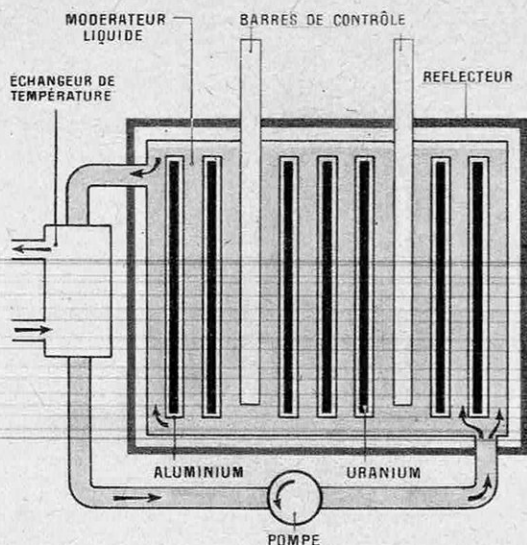 MODERATEUR
LIQUIDE
BARRES DE CONTRÔLE
ÉCHANGEUR DE
TEMPÉRATURE
REFLECTEUR
ALUMINIUM
URANIUM
POMPE